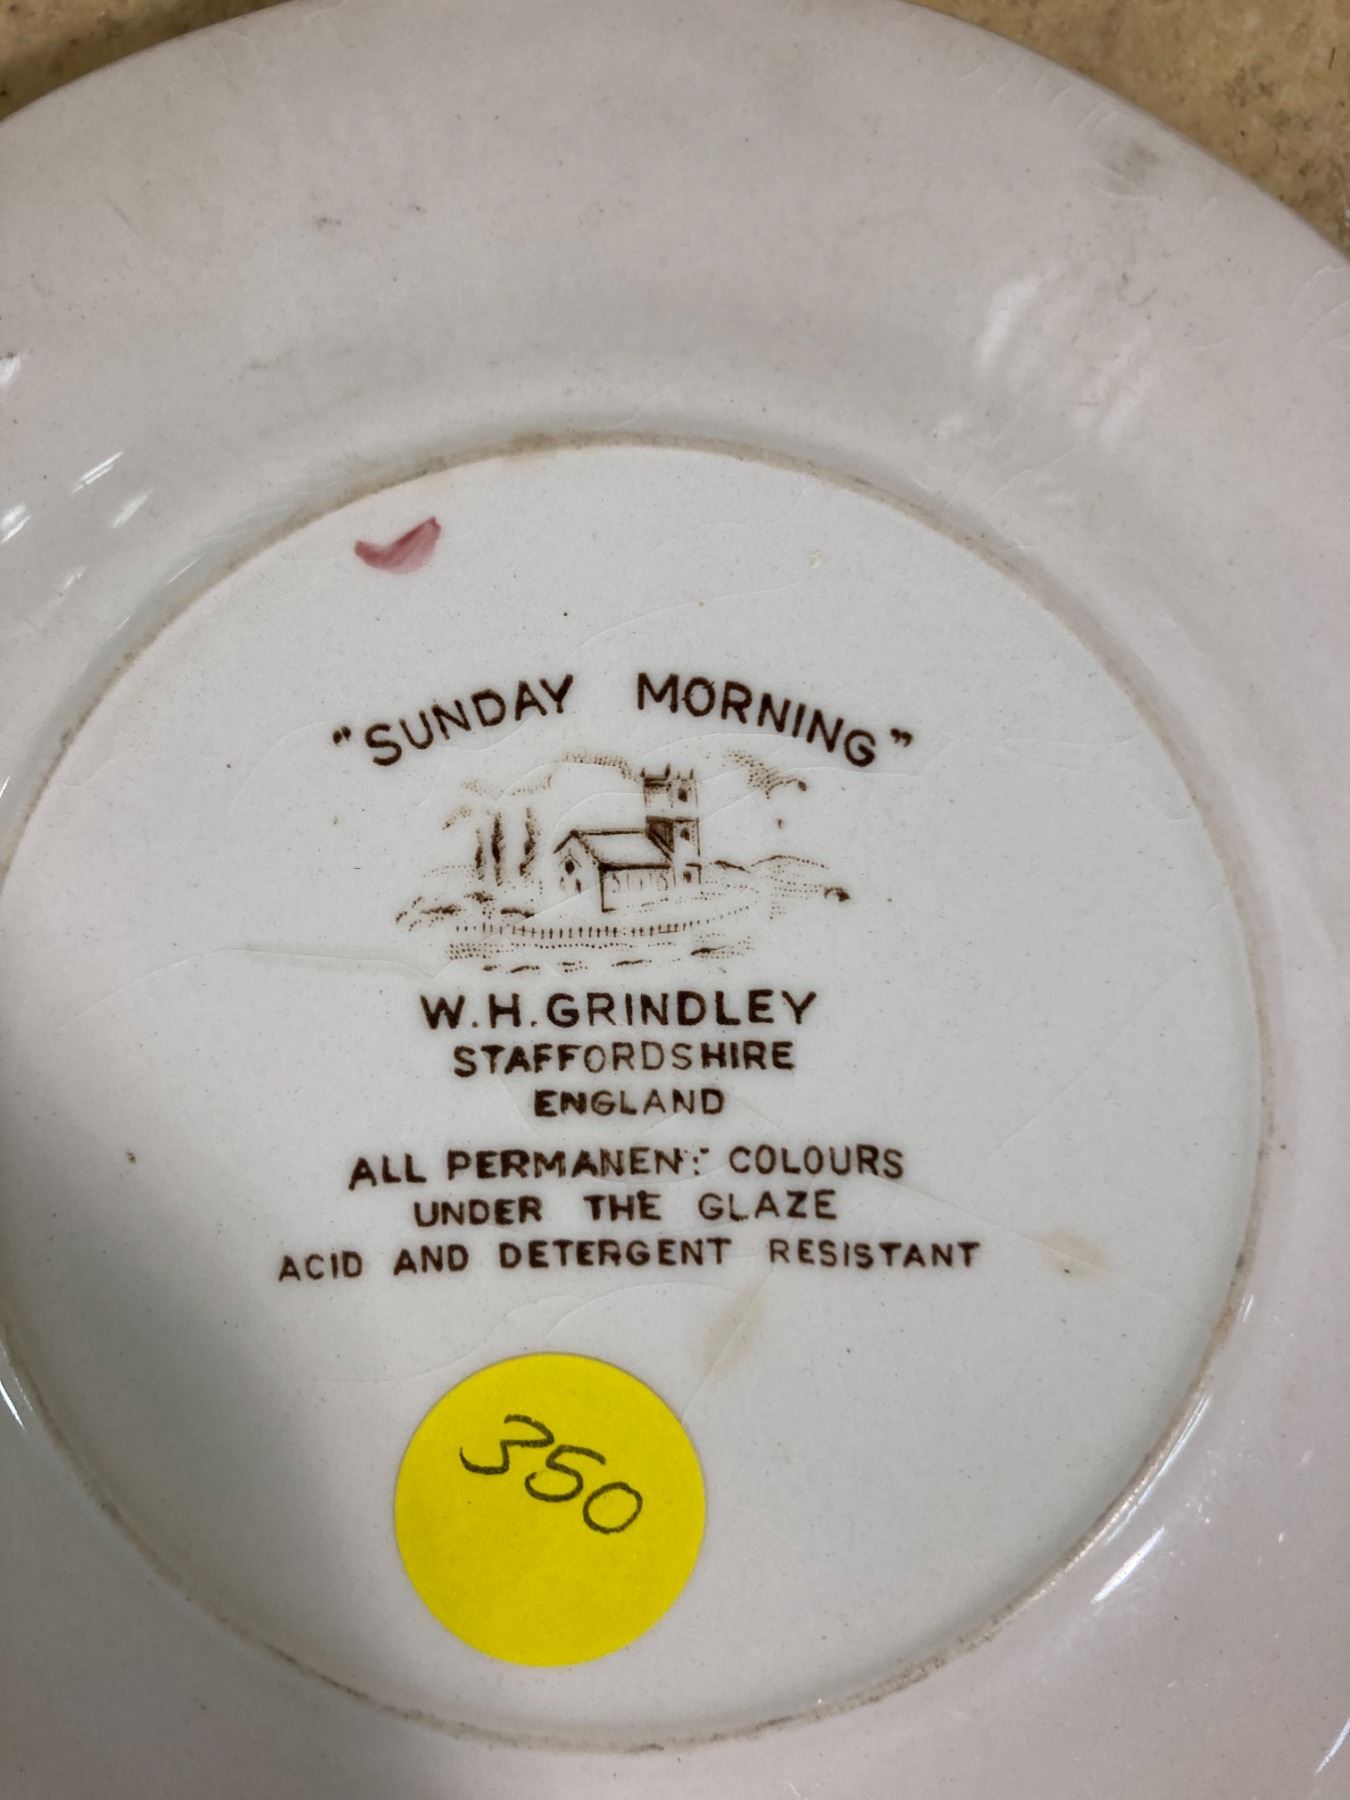 "SUNDAY MORNING"
W.H.GRINDLEY
STAFFORDSHIRE
ENGLAND
ALL PERMANENT COLOURS
UNDER THE GLAZE
ACID AND DETERGENT RESISTANT
350